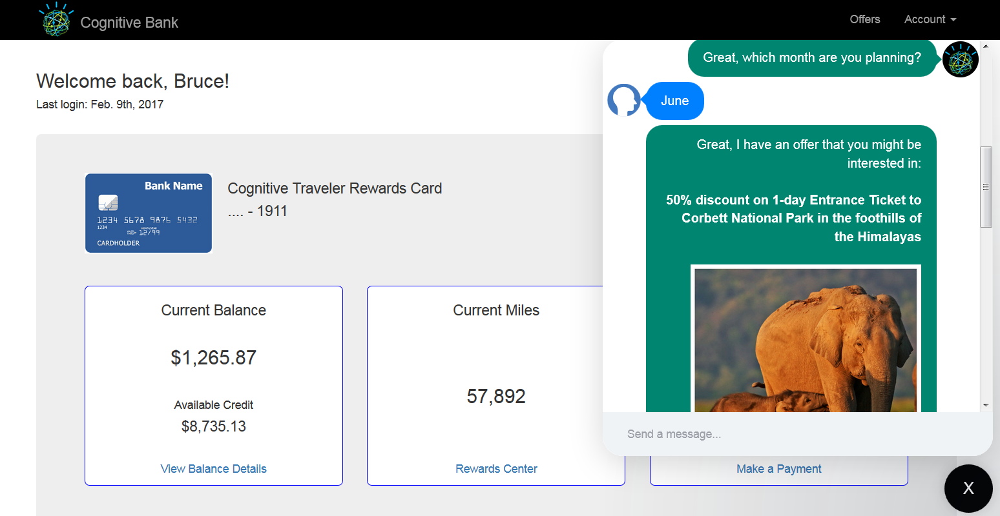 Cognitive Bank
Offers
Account
Welcome back, Bruce!
Last login: Feb. 9th, 2017
Bank Name
1234 5678 9876 5432
1234
12/99
CARDHOLDER
Cognitive Traveler Rewards Card
.... - 1911
Current Balance
$1,265.87
Available Credit
$8,735.13
View Balance Details
Current Miles
57,892
Rewards Center
Make a Payment
Great, which month are you planning?
June
Great, I have an offer that you might be
interested in:
50% discount on 1-day Entrance Ticket to
Corbett National Park in the foothills of
the Himalayas
Send a message...
X